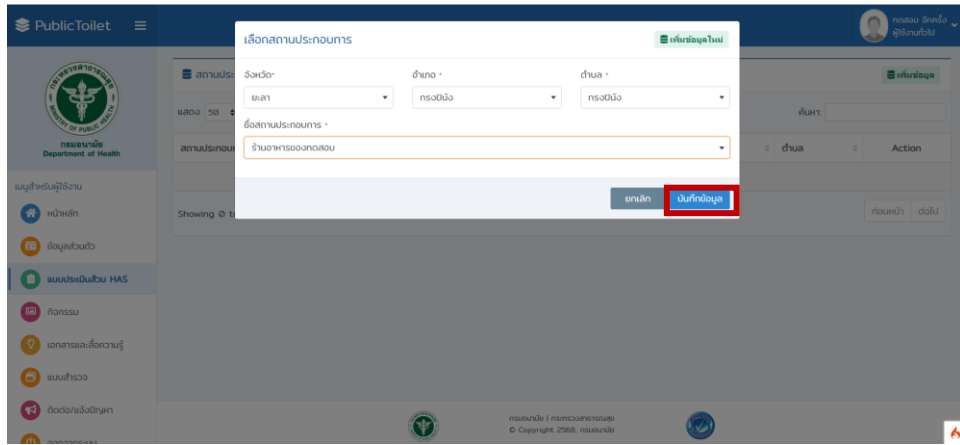 PublicToilet
ทดสอบ อีกครั้ง
ผู้ใช้งานทั่วไป
เลือกสถานประกอบการ
เพิ่มข้อมูลใหม่
จังหวัด*
อำเภอ *
ตำบล *
ยะลา
กรงปินัง
กรงปินัง
ชื่อสถานประกอบการ *
ร้านอาหารของทดสอบ
ยกเลิก
บันทึกข้อมูล
เพิ่มข้อมูล
แสดง 50
ค้นหา:
ตำบล
Action
Showing 0
ก่อนหน้า
ต่อไป
กรมอนามัย
Department of Health
เมนูสำหรับผู้ใช้งาน
หน้าหลัก
ข้อมูลส่วนตัว
แบบประเมินส้วม HAS
กิจกรรม
เอกสารและสื่อความรู้
แบบสำรวจ
ติดต่อ/แจ้งปัญหา
ออกจากระบบ
กรมอนามัย | กระทรวงสาธารณสุข
© Copyright 2568, กรมอนามัย